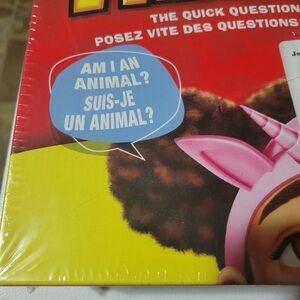 THE QUICK QUESTION
POSEZ VITE DES QUESTIONS
AM I AN
ANIMAL?
SUIS-JE
UN ANIMAL?